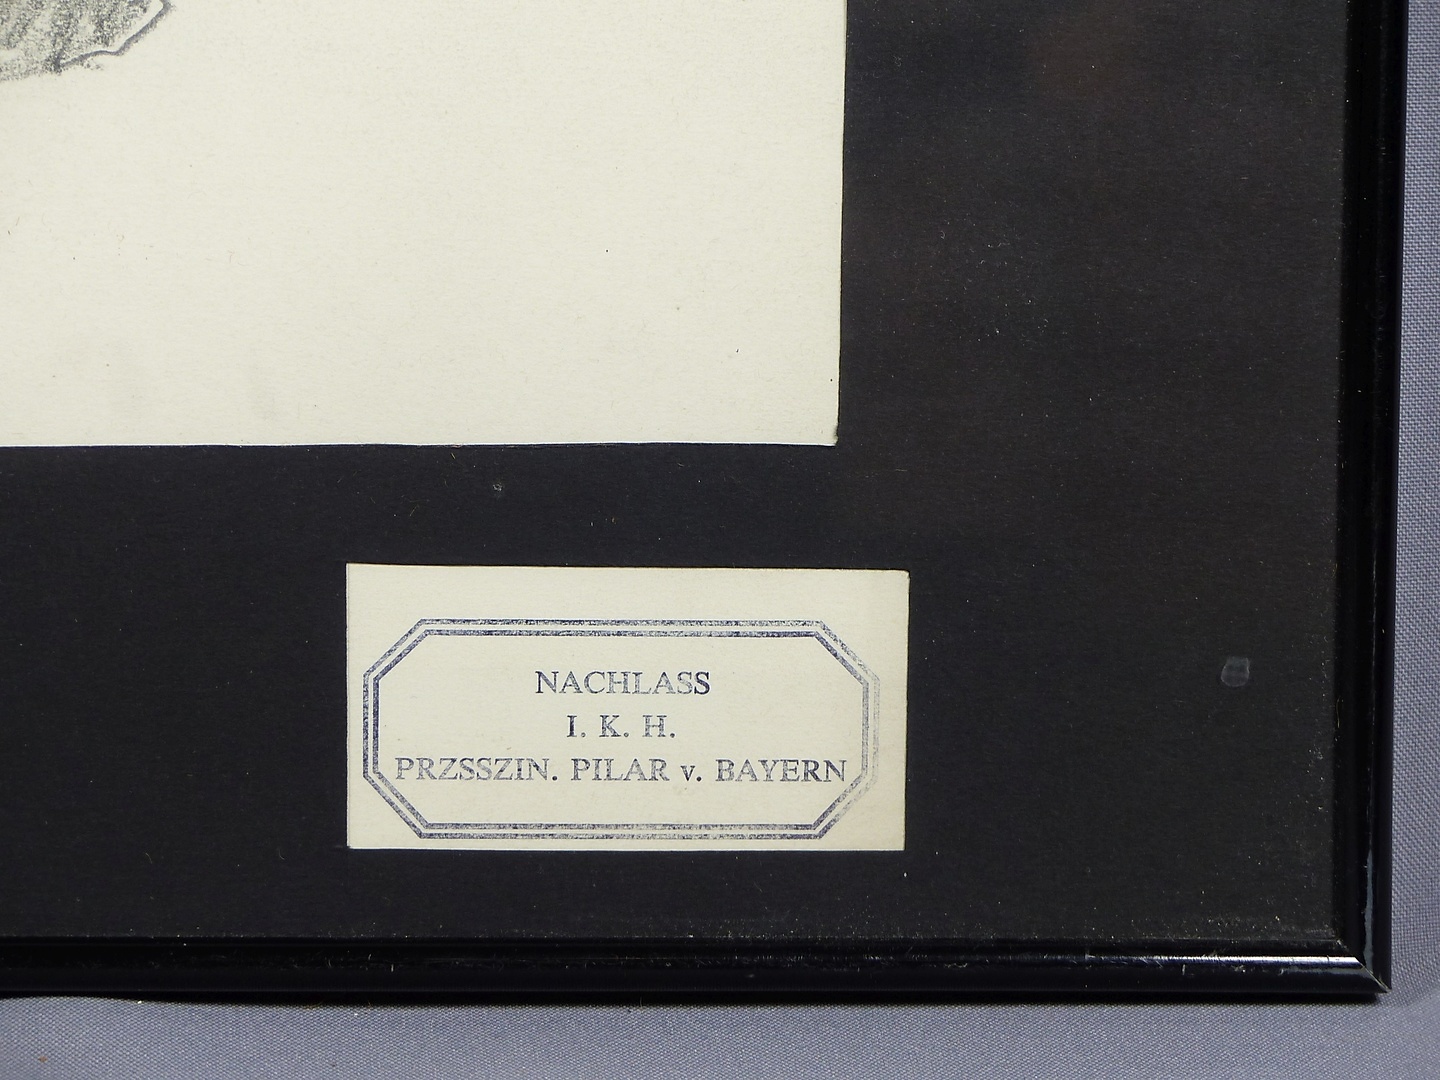 NACHLASS
I. K. H.
PRZSSZIN. PILAR v. BAYERN